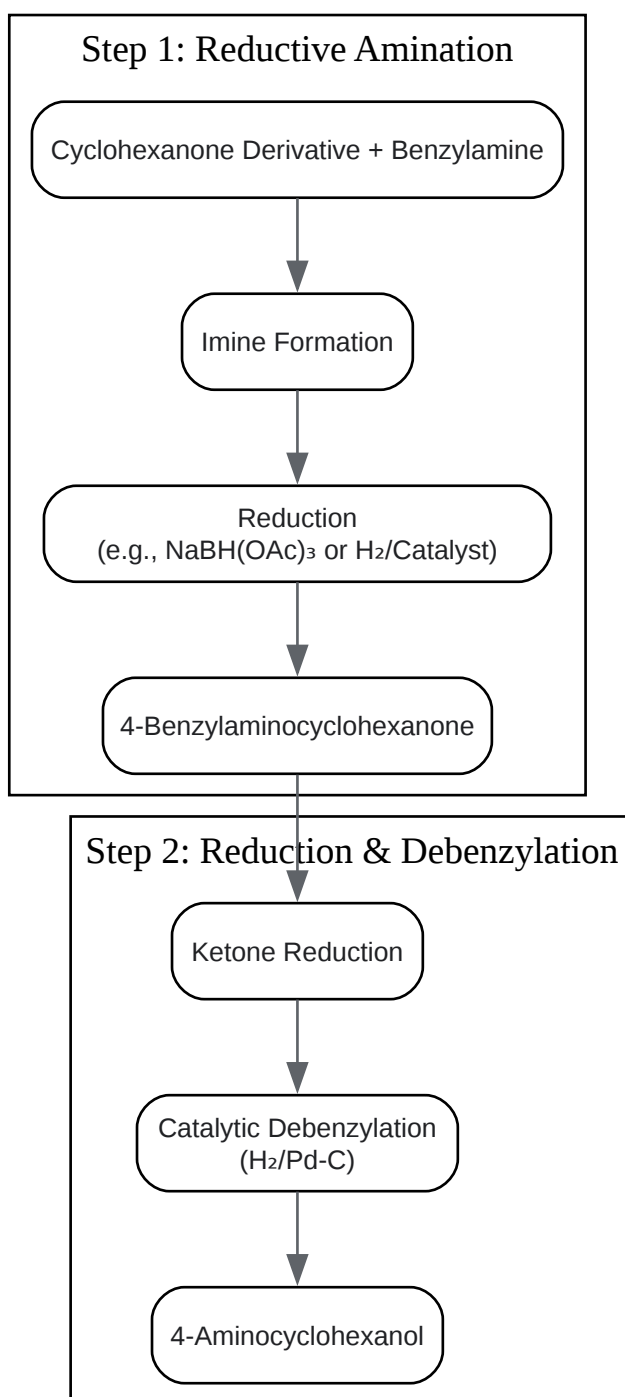 Step 1: Reductive Amination
Cyclohexanone Derivative + Benzylamine
Imine Formation
Reduction
(e.g., NaBH(OAc)₃ or H₂/Catalyst)
4-Benzylaminocyclohexanone
Step 2: Reduction & Debenzylation
Ketone Reduction
Catalytic Debenzylation
(H₂/Pd-C)
4-Aminocyclohexanol